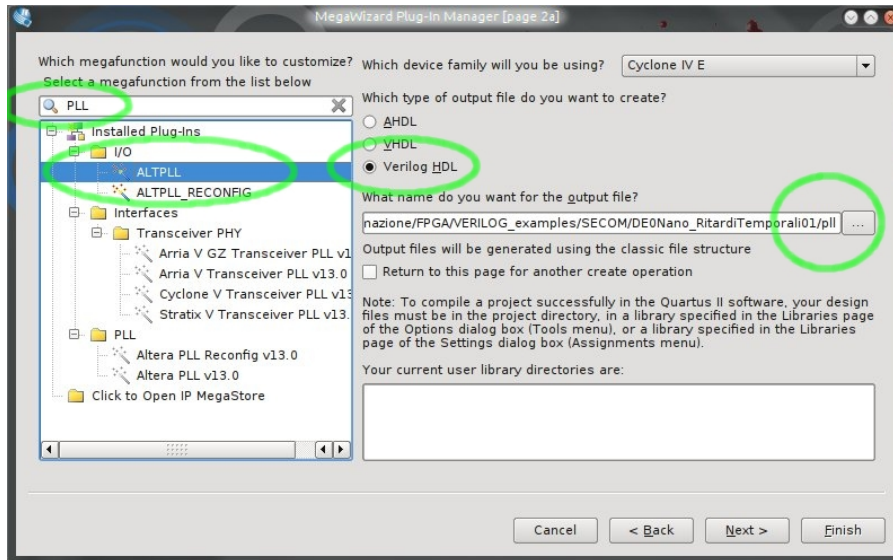 MegaWizard Plug-In Manager [page 2a]
Which megafunction would you like to customize?
Select a megafunction from the list below
PLL
Installed Plug-Ins
I/O
ALTPLL
ALTPLL_RECONFIG
Interfaces
Transceiver PHY
Arria V GZ Transceiver PLL v1
Arria V Transceiver PLL v13.0
Cyclone V Transceiver PLL v13
Stratix V Transceiver PLL v13.
PLL
Altera PLL Reconfig v13.0
Altera PLL v13.0
Click to Open IP MegaStore
Which device family will you be using?
Cyclone IV E
Which type of output file do you want to create?
AHDL
VHDL
Verilog HDL
What name do you want for the output file?
nazione/FPGA/VERILOG_examples/SECOM/DE0Nano_RitardiTemporali01/pll
...
Output files will be generated using the classic file structure
Return to this page for another create operation
Note: To compile a project successfully in the Quartus II software, your design
files must be in the project directory, in a library specified in the Libraries page
of the Options dialog box (Tools menu), or a library specified in the Libraries
page of the Settings dialog box (Assignments menu).
Your current user library directories are:
Cancel
< Back
Next >
Finish